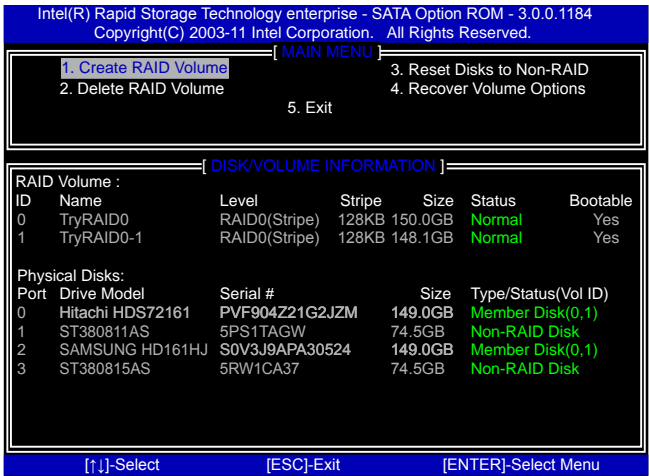 Intel(R) Rapid Storage Technology enterprise - SATA Option ROM - 3.0.0.1184
Copyright(C) 2003-11 Intel Corporation.   All Rights Reserved.
[ MAIN MENU ]
1. Create RAID Volume
3. Reset Disks to Non-RAID
2. Delete RAID Volume
4. Recover Volume Options
5. Exit
[ DISK/VOLUME INFORMATION ]
RAID Volume :
ID Name Level Stripe Size Status Bootable
0 TryRAID0 RAID0(Stripe) 128KB 150.0GB Normal Yes
1 TryRAID0-1 RAID0(Stripe) 128KB 148.1GB Normal Yes
Physical Disks:
Port Drive Model Serial # Size Type/Status(Vol ID)
0 Hitachi HDS72161 PVF904Z21G2JZM 149.0GB Member Disk(0,1)
1 ST380811AS 5PS1TAGW 74.5GB Non-RAID Disk
2 SAMSUNG HD161HJ S0V3J9APA30524 149.0GB Member Disk(0,1)
3 ST380815AS 5RW1CA37 74.5GB Non-RAID Disk
[↑↓]-Select [ESC]-Exit [ENTER]-Select Menu